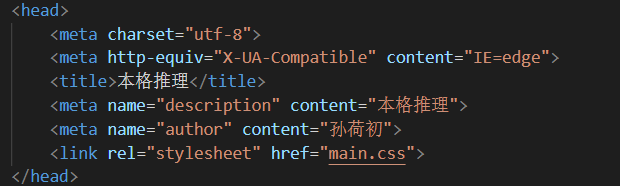 <head>
<meta charset="utf-8">
<meta http-equiv="X-UA-Compatible" content="IE=edge">
<title>本格推理</title>
<meta name="description" content="本格推理">
<meta name="author" content="孙荷初">
<link rel="stylesheet" href="main.css">
</head>